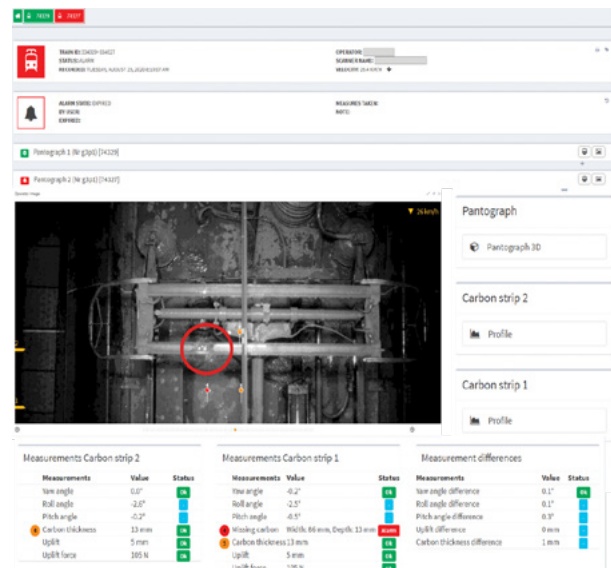 TRAIN ID:
STATUS: ALARM
RECORDED: TUESDAY, AUGUST 25, 2020
OPERATOR:
SCANNER NAME:
VELOCITY:
ALARM STATE: EXPIRED
BY USER:
EXPIRED:
MEASURES TAKEN:
NOTE:
Pantograph 1
Pantograph 2
Operator Image
26 km/h
Pantograph
Pantograph 3D
Carbon strip 2
Profile
Carbon strip 1
Profile
Measurements Carbon strip 2
Measurements Value Status
Yaw angle 0.0° Ok
Roll angle -2.6°
Pitch angle -0.2°
4 Carbon thickness 13 mm Ok
Uplift 5 mm Ok
Uplift force 105 N Ok
Measurements Carbon strip 1
Measurements Value Status
Yaw angle -0.2° Ok
Roll angle
Pitch angle -0.5°
Missing carbon Width: 66 mm, Depth: 13 mm Alarm
Carbon thickness 13 mm Ok
Uplift 5 mm Ok
Uplift force 105 N Ok
Measurement differences
Measurements Value Status
Yaw angle difference 0.1° Ok
Roll angle difference 0.1°
Pitch angle difference 0.3°
Uplift difference 0 mm
Carbon thickness difference 1 mm